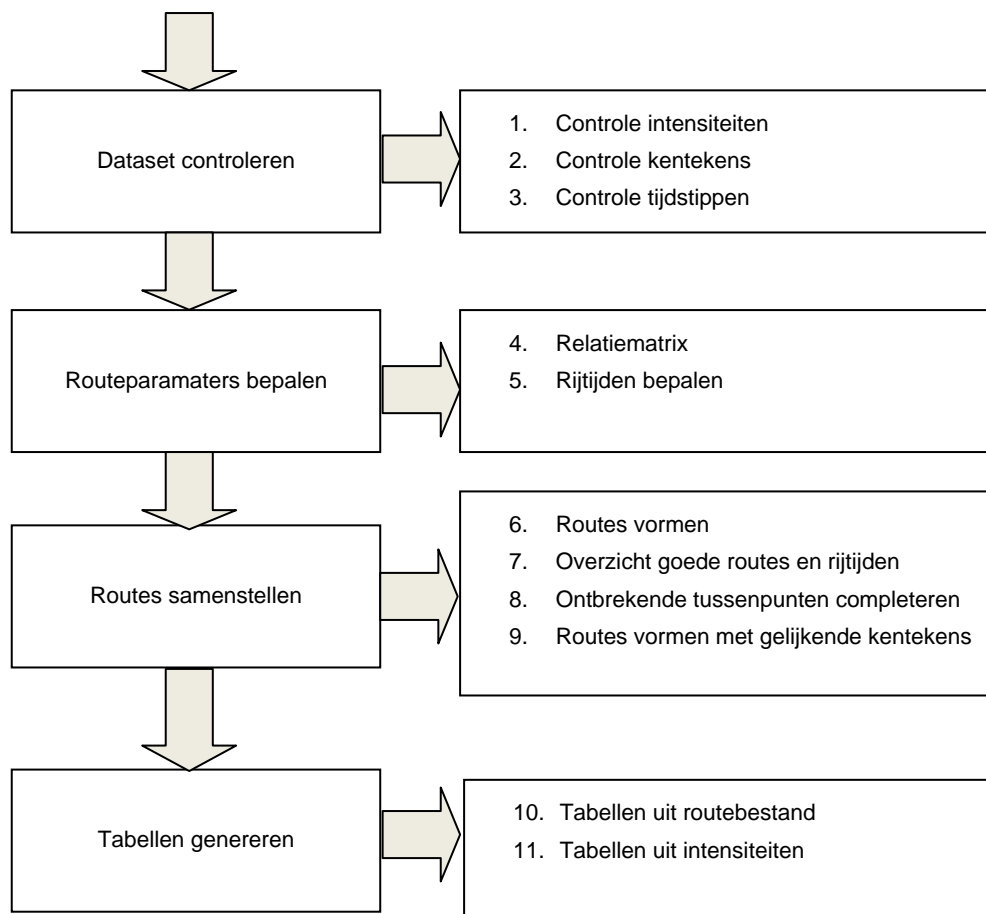 Dataset controleren
1. Controle intensiteiten
2. Controle kentekens
3. Controle tijdstippen
Routeparamaters bepalen
4. Relatiematrix
5. Rijtijden bepalen
Routes samenstellen
6. Routes vormen
7. Overzicht goede routes en rijtijden
8. Ontbrekende tussenpunten completeren
9. Routes vormen met gelijkende kentekens
Tabellen genereren
10. Tabellen uit routebestand
11. Tabellen uit intensiteiten